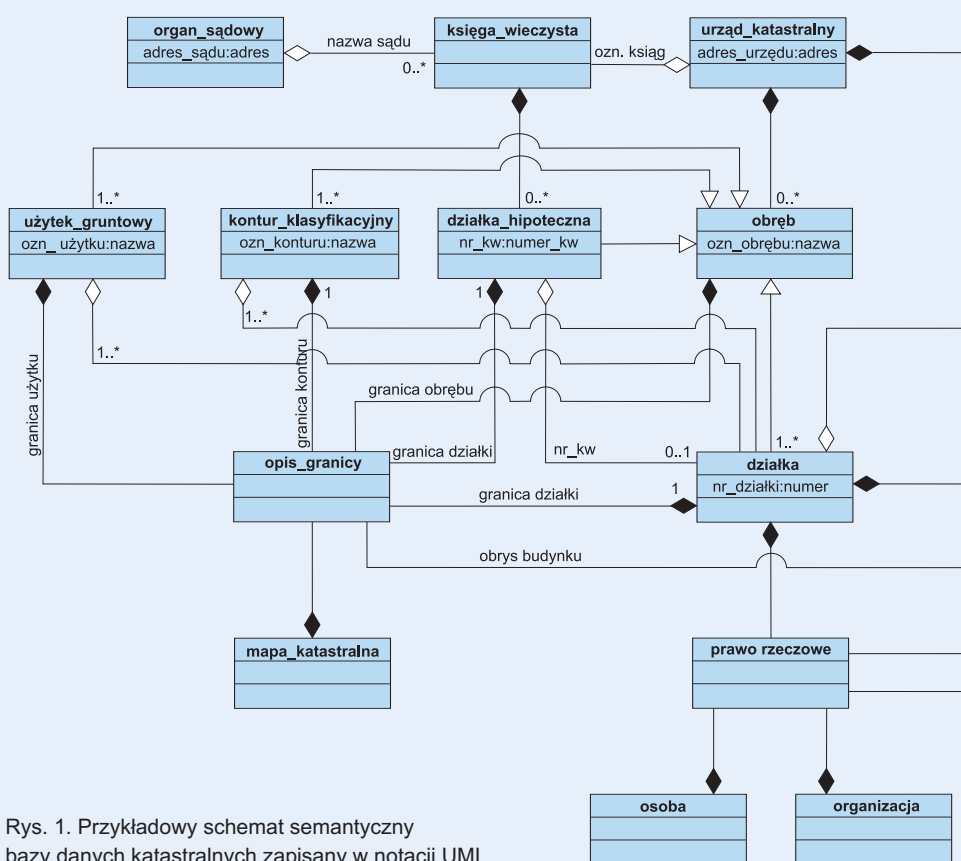 organ_sądowy
adres_sądu:adres
nazwa sądu
0..*
księga_wieczysta
ozn. ksiąg
urząd_katastralny
adres_urzędu:adres
1..*
1..*
0..*
0..*
użytek_gruntowy
ozn_ użytku:nazwa
kontur_klasyfikacyjny
ozn_konturu:nazwa
działka_hipoteczna
nr_kw:numer_kw
obręb
ozn_obrębu:nazwa
1
1
1..*
1..*
granica użytku
granica konturu
granica obrębu
granica działki
nr_kw
0..1
1..*
opis_granicy
granica działki
1
działka
nr_działki:numer
obrys budynku
mapa_katastralna
prawo rzeczowe
osoba
organizacja
Rys. 1. Przykładowy schemat semantyczny
bazy danych katastralnych zapisany w notacji UML